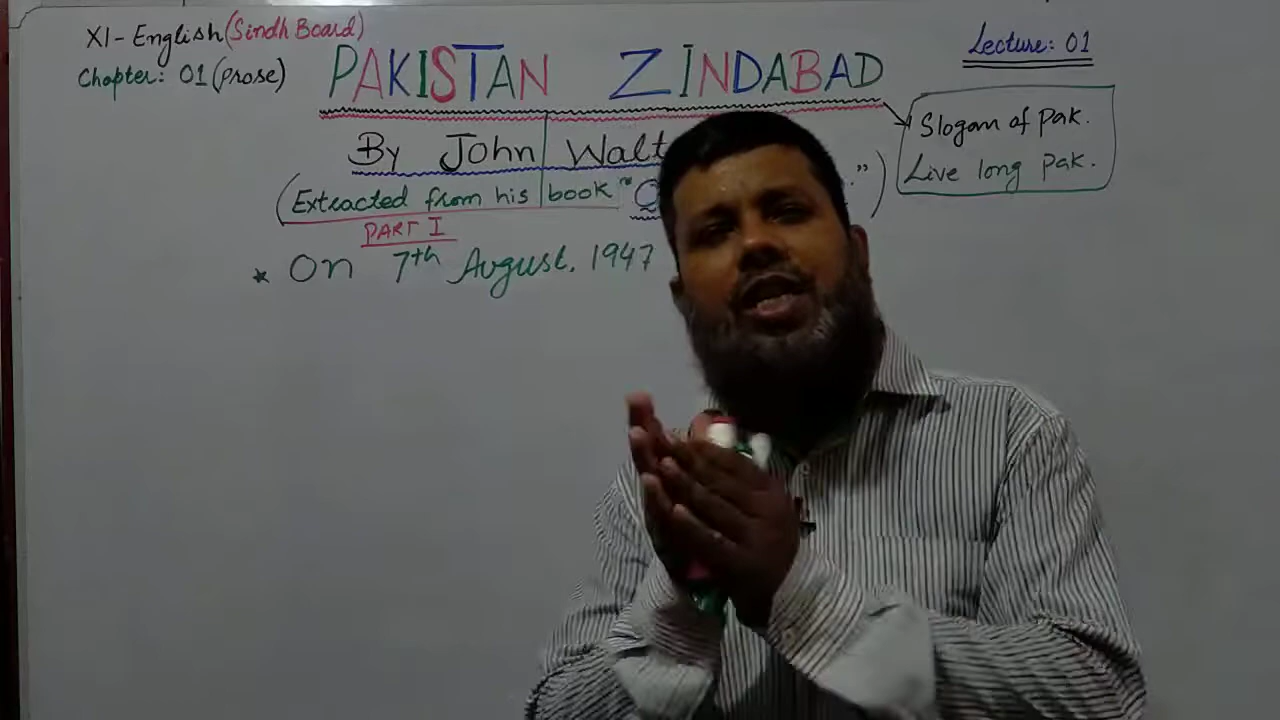 XI-English (Sindh Board)
Chapter: 01 (Prose)
Lecture: 01
PAKISTAN ZINDABAD
Slogan of Pak.
Live long Pak.
By John Walt
(Extracted from his book " .")
PART I
* On 7th August, 1947